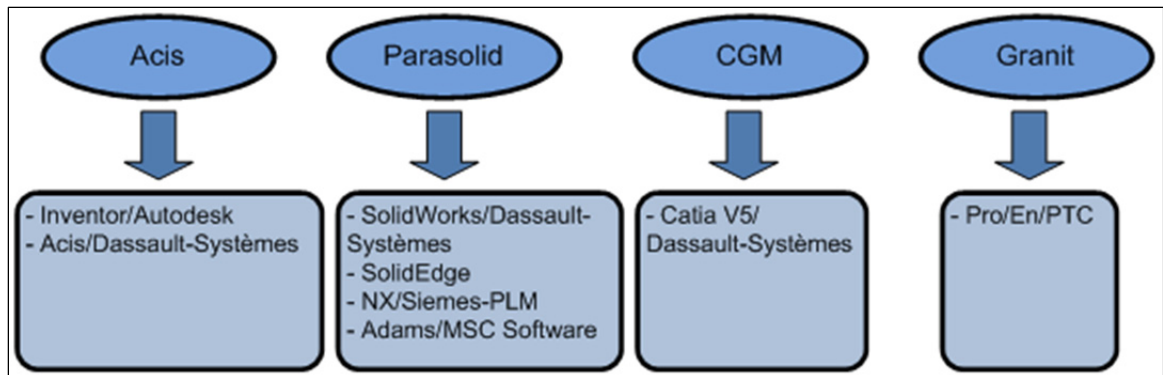 Acis
Parasolid
CGM
Granit
- Inventor/Autodesk
- Acis/Dassault-Systèmes
- SolidWorks/Dassault-
Systèmes
- SolidEdge
- NX/Siemes-PLM
- Adams/MSC Software
- Catia V5/
Dassault-Systèmes
- Pro/En/PTC